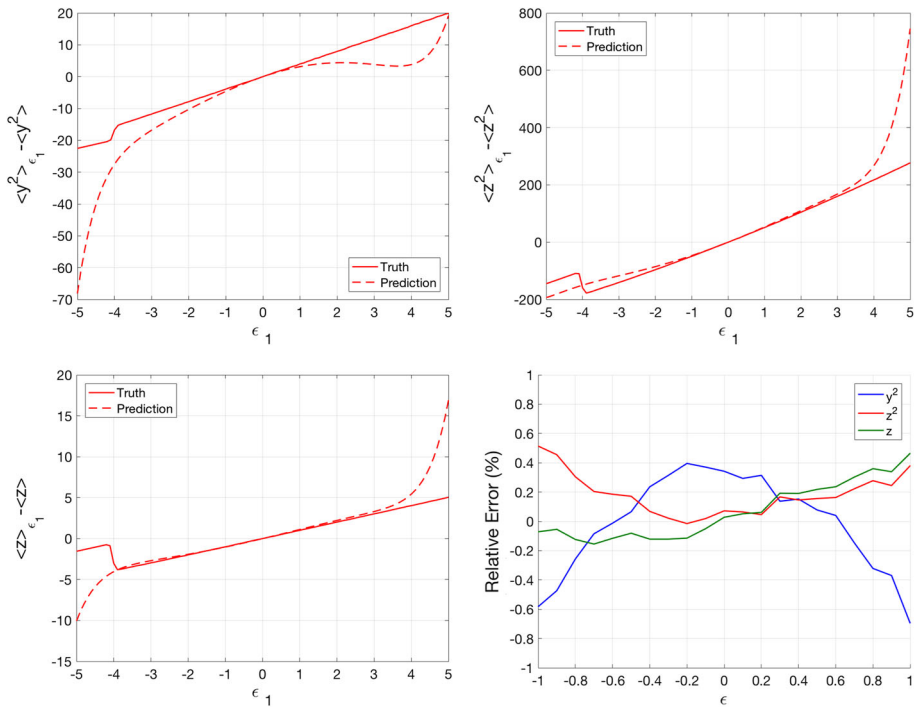 20
10
0
-10
-20
-30
-40
-50
-60
-70
-5 -4 -3 -2 -1 0 1 2 3 4 5
<y²>ϵ₁ -<y²>
ϵ₁
Truth
Prediction
800
600
400
200
0
-200
-5 -4 -3 -2 -1 0 1 2 3 4 5
<z²>ϵ₁ -<z²>
ϵ₁
Truth
Prediction
20
15
10
5
0
-5
-10
-15
-5 -4 -3 -2 -1 0 1 2 3 4 5
<z>ϵ₁ -<z>
ϵ₁
Truth
Prediction
1
0.8
0.6
0.4
0.2
0
-0.2
-0.4
-0.6
-0.8
-1
-1 -0.8 -0.6 -0.4 -0.2 0 0.2 0.4 0.6 0.8 1
Relative Error (%)
ϵ
y²
z²
z